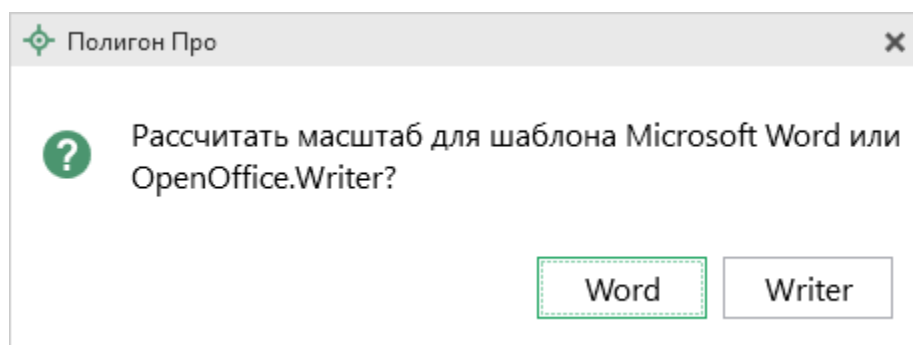 Полигон Про
Рассчитать масштаб для шаблона Microsoft Word или
OpenOffice.Writer?
Word
Writer